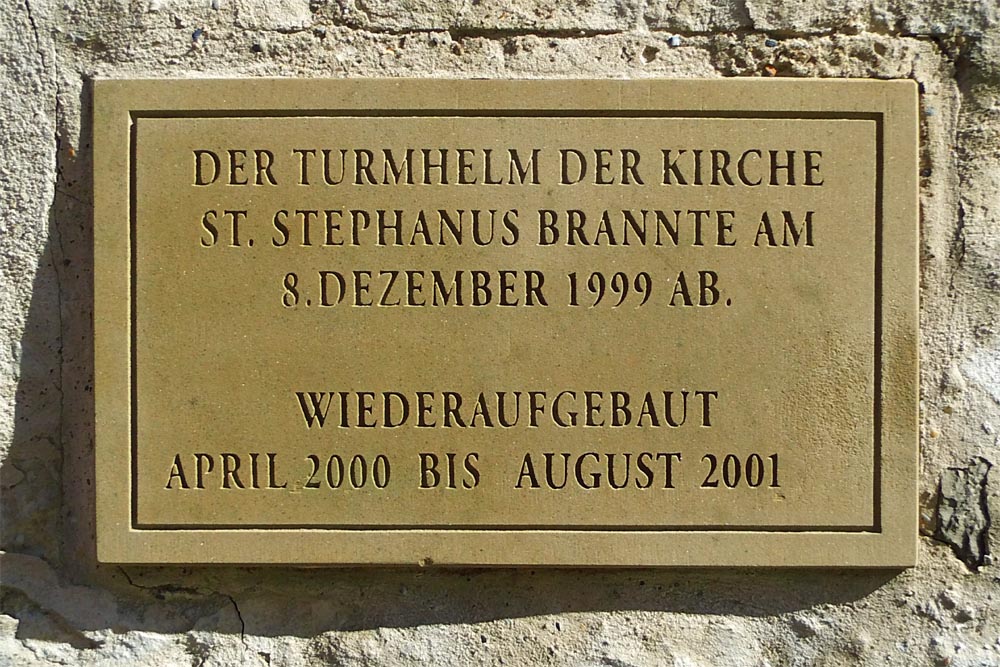 DER TURMHELM DER KIRCHE
ST. STEPHANUS BRANNTE AM
8.DEZEMBER 1999 AB.
WIEDERAUFGEBAUT
APRIL 2000 BIS AUGUST 2001